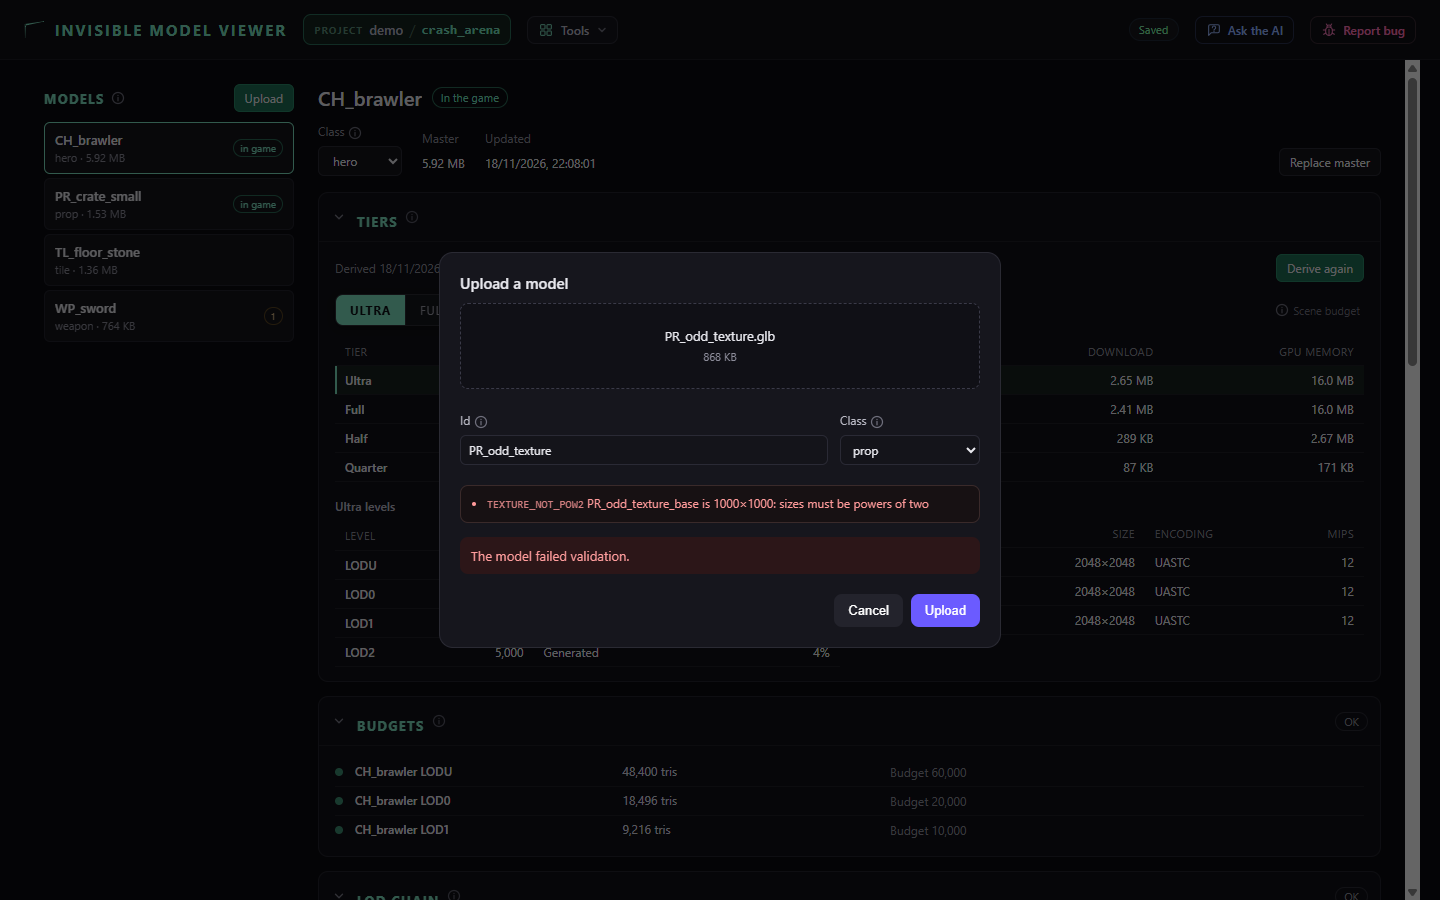 INVISIBLE MODEL VIEWER
PROJECT demo / crash_arena
Tools
Saved
Ask the AI
Report bug
MODELS
Upload
CH_brawler
hero · 5.92 MB
in game
PR_crate_small
prop · 1.53 MB
in game
TL_floor_stone
tile · 1.36 MB
WP_sword
weapon · 764 KB
1
CH_brawler
In the game
Class
hero
Master
5.92 MB
Updated
18/11/2026, 22:08:01
Replace master
TIERS
Derived 18/11/2026
Derive again
ULTRA
FUL
Scene budget
TIER DOWNLOAD GPU MEMORY
Ultra 2.65 MB 16.0 MB
Full 2.41 MB 16.0 MB
Half 289 KB 2.67 MB
Quarter 87 KB 171 KB
Ultra levels
LEVEL SIZE ENCODING MIPS
LODU 2048×2048 UASTC 12
LOD0 2048×2048 UASTC 12
LOD1 2048×2048 UASTC 12
LOD2 5,000 Generated 4%
Upload a model
PR_odd_texture.glb
868 KB
Id
PR_odd_texture
Class
prop
• TEXTURE_NOT_POW2 PR_odd_texture_base is 1000×1000: sizes must be powers of two
The model failed validation.
Cancel
Upload
BUDGETS
OK
CH_brawler LODU 48,400 tris Budget 60,000
CH_brawler LOD0 18,496 tris Budget 20,000
CH_brawler LOD1 9,216 tris Budget 10,000
LOD CHAIN
OK